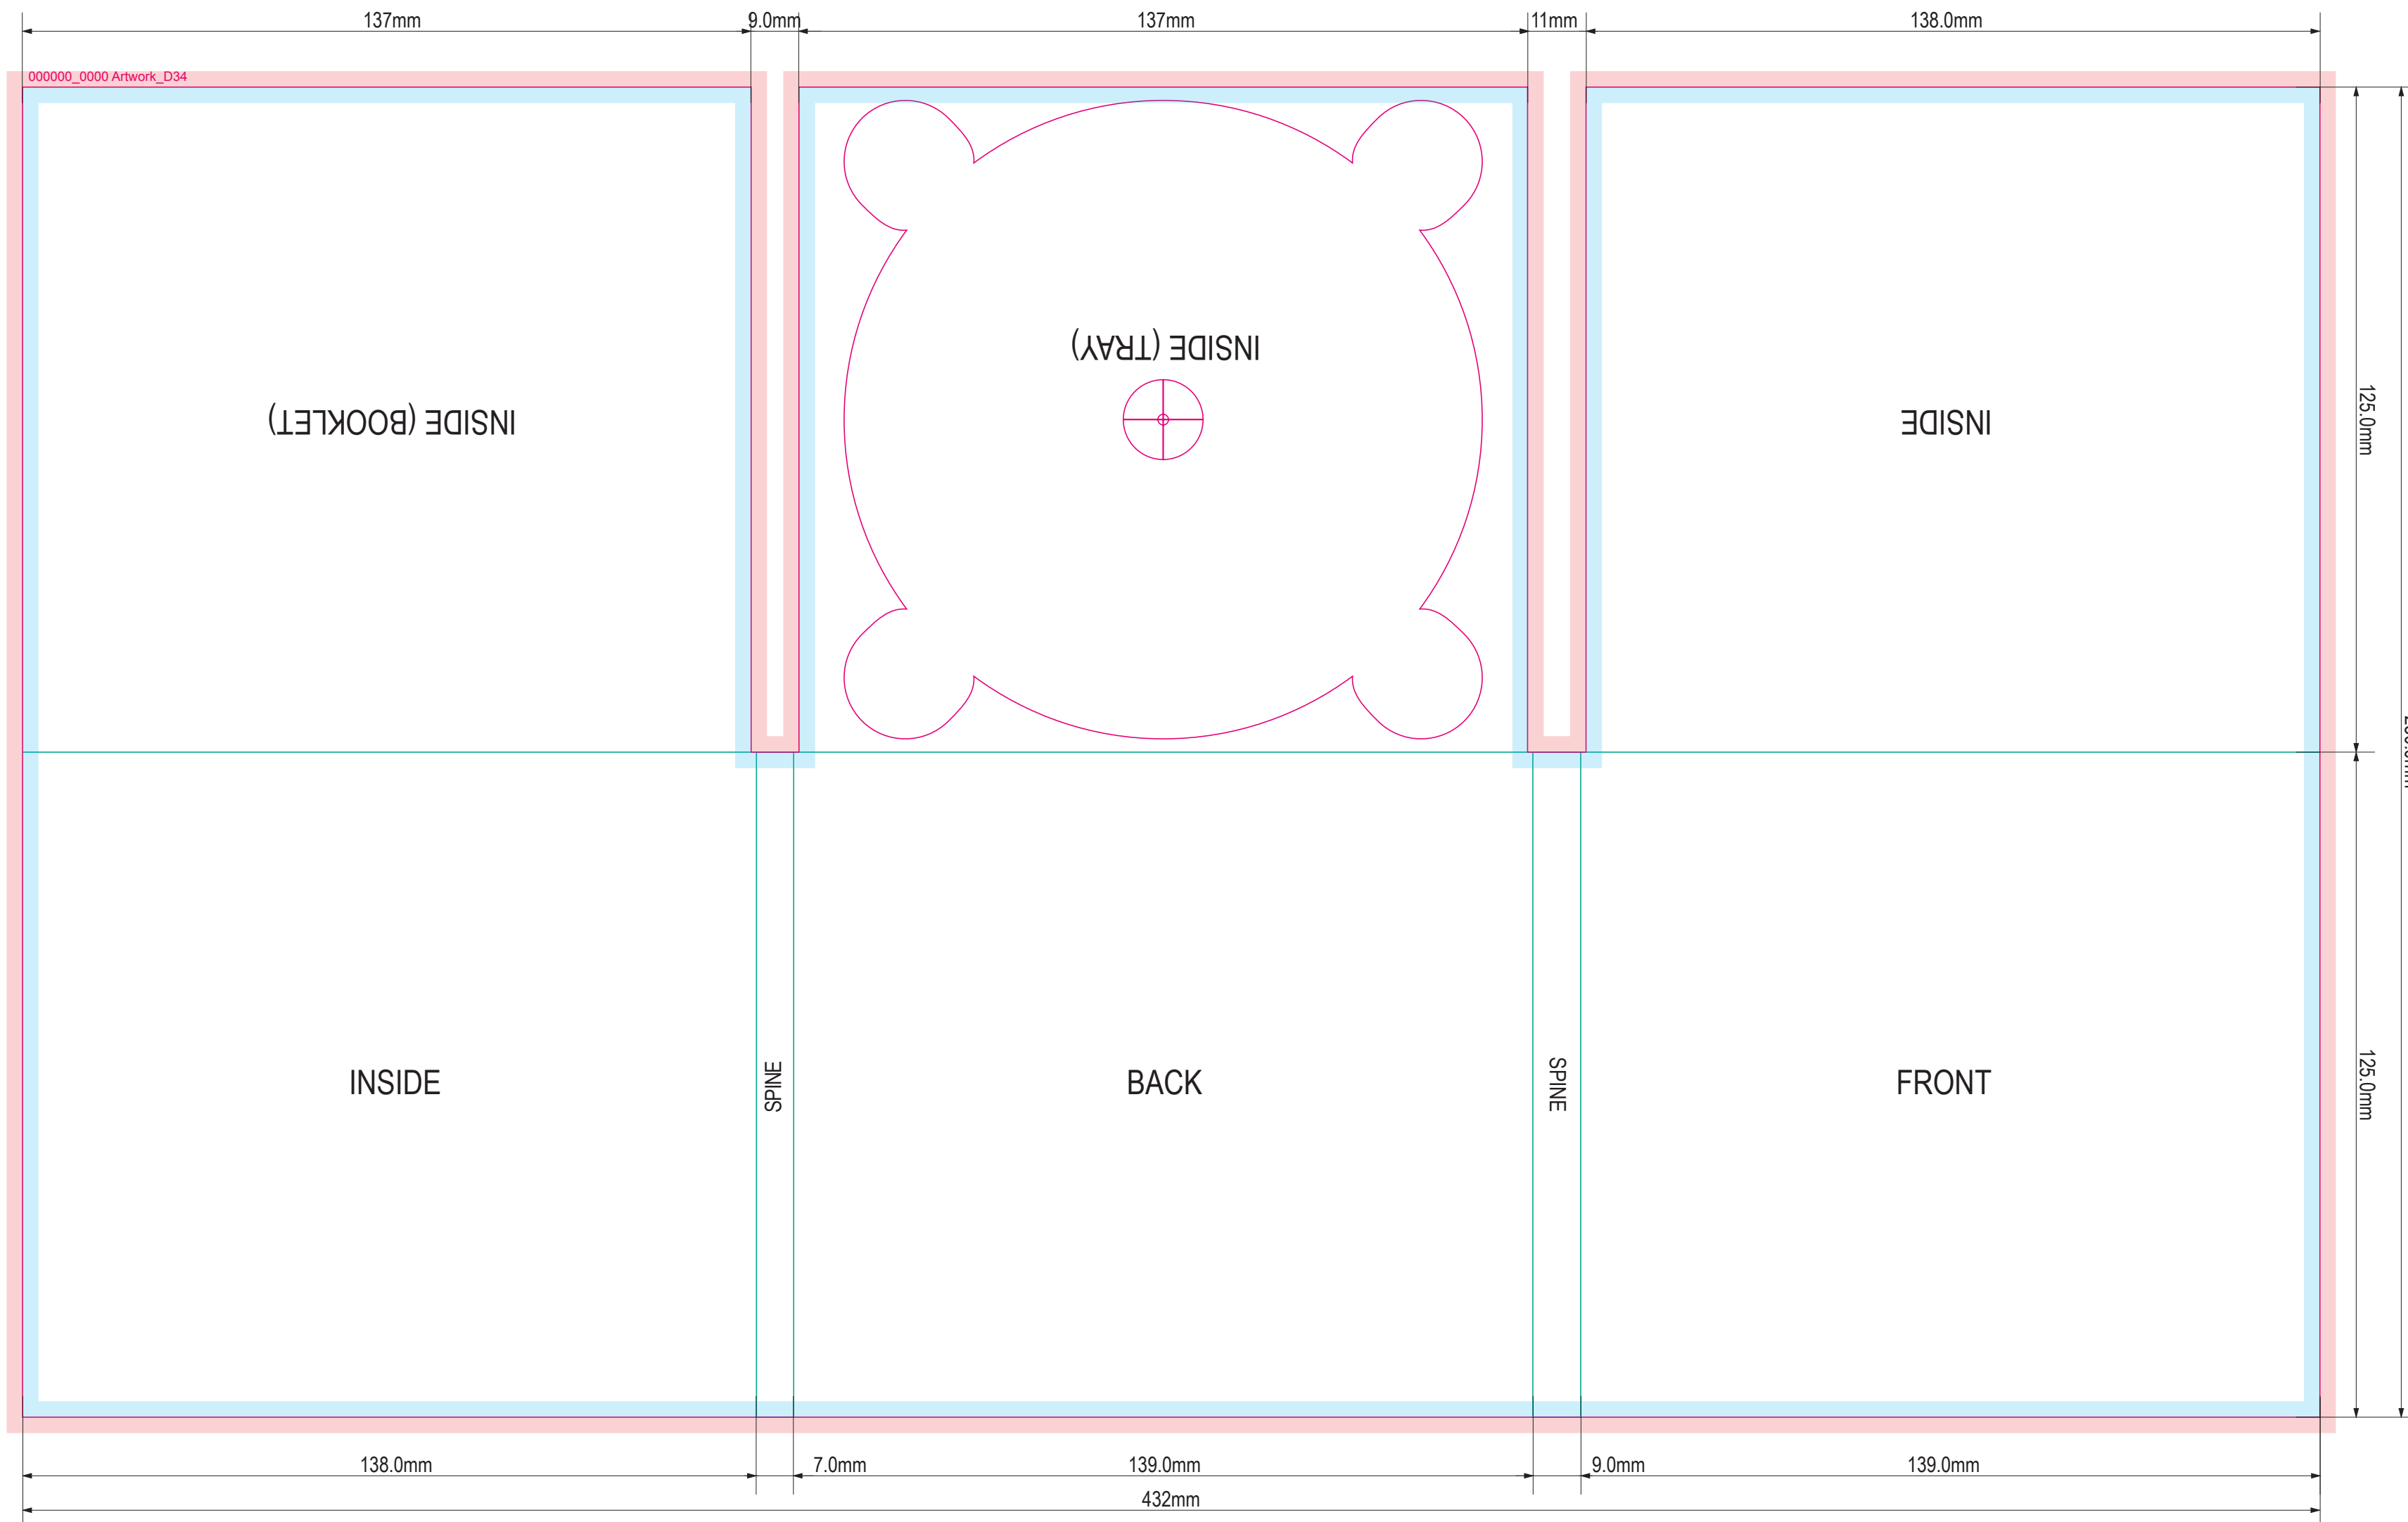 137mm
9.0mm
137mm
11mm
138.0mm
000000_0000 Artwork_D34
INSIDE (TRAY)
INSIDE (BOOKLET)
INSIDE
125.0mm
INSIDE
SPINE
BACK
SPINE
FRONT
125.0mm
138.0mm
7.0mm
139.0mm
9.0mm
139.0mm
432mm